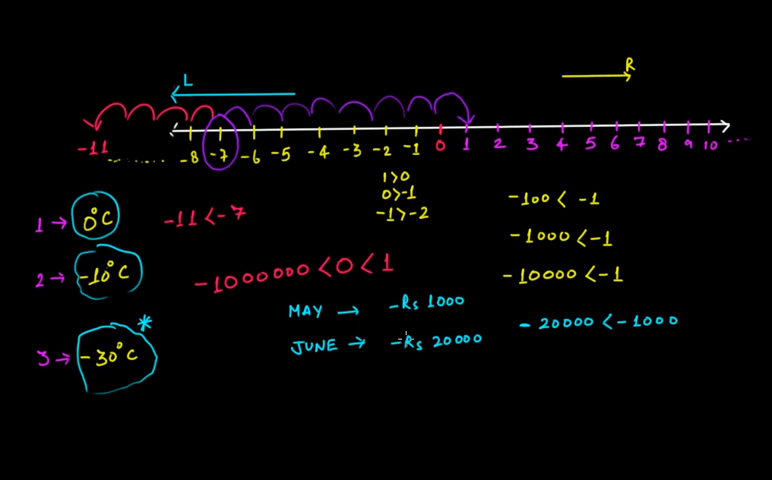 L
R
-11 ........ -8 -7 -6 -5 -4 -3 -2 -1 0 1 2 3 4 5 6 7 8 9 10 ...
1>0
0>-1
-1>-2
1→ 0°C
-11<-7
-100 < -1
-1000 <-1
2→ -10°C
-1000000 <0 <1
-10000 <-1
MAY → -Rs 1000
-20000 <-1000
JUNE → -Rs 20000
3→ -30°C *